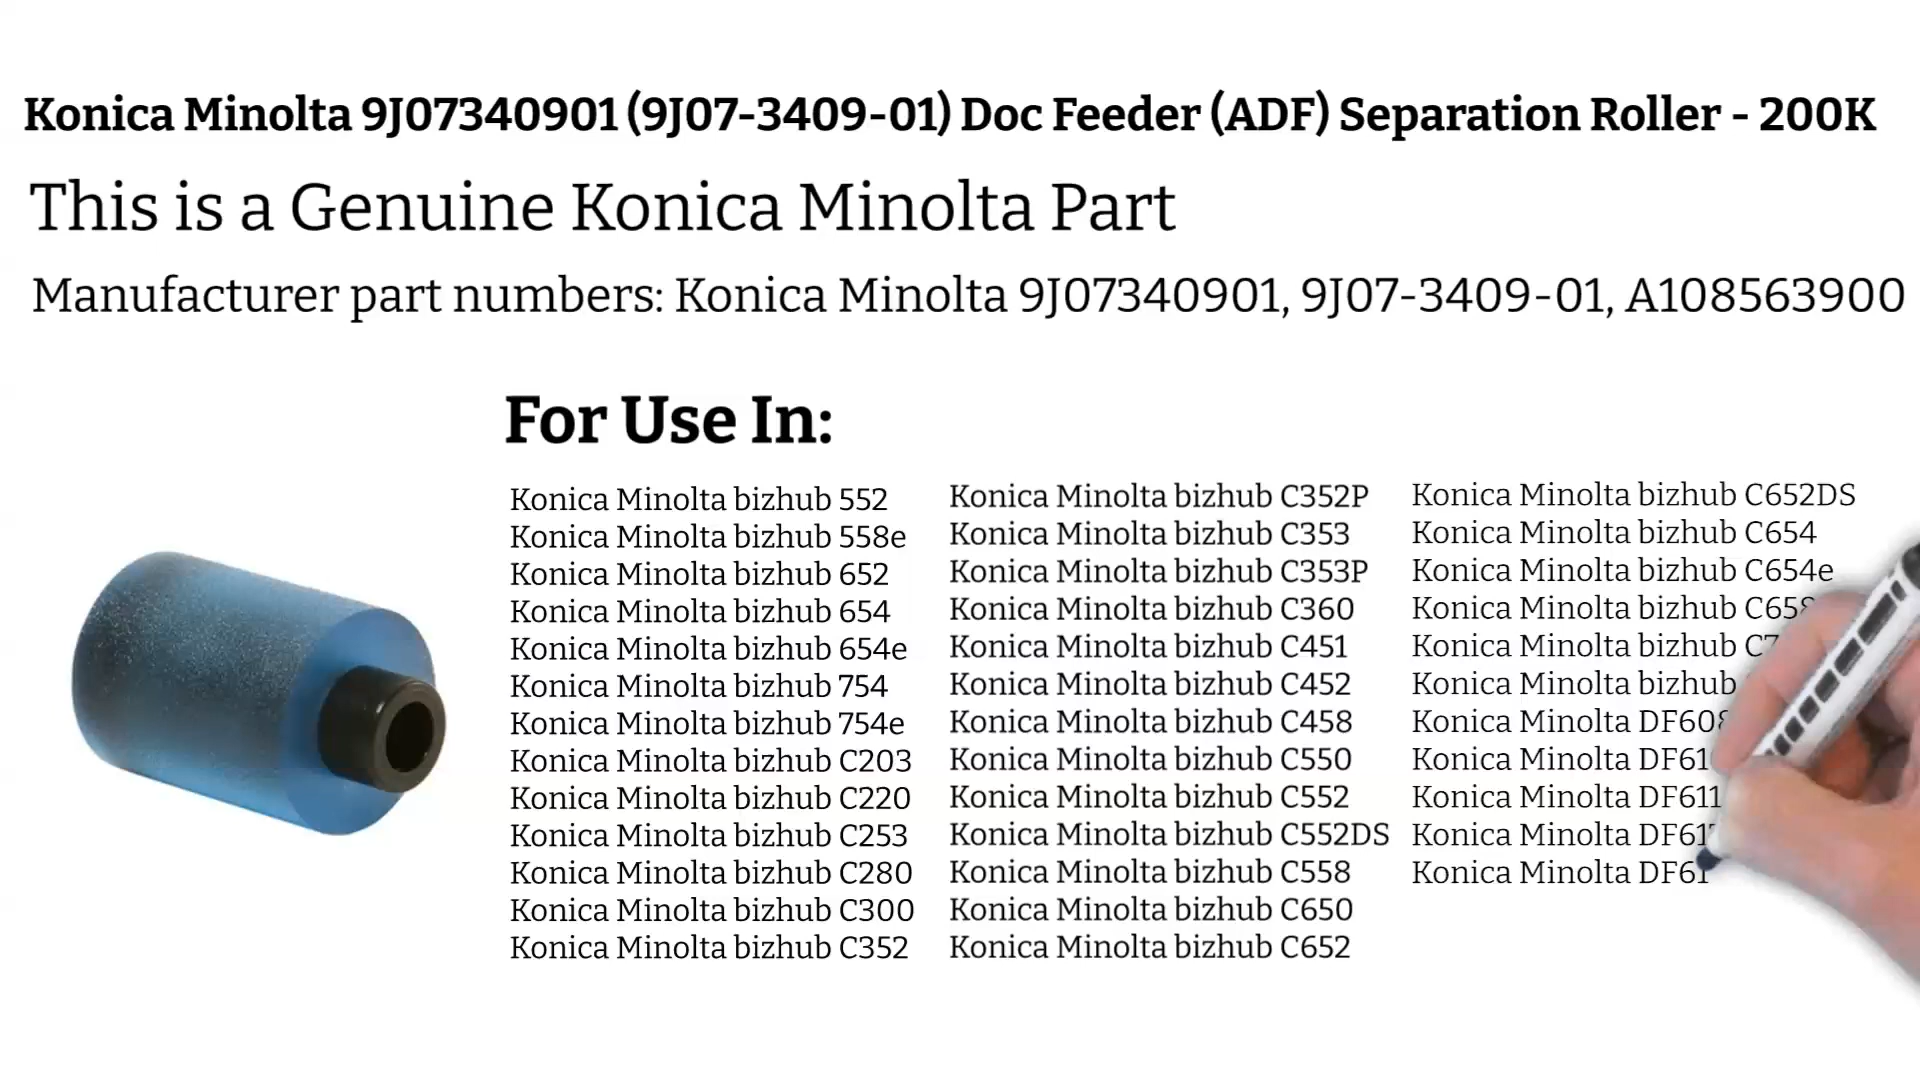 Konica Minolta 9J07340901 (9J07-3409-01) Doc Feeder (ADF) Separation Roller - 200K
This is a Genuine Konica Minolta Part
Manufacturer part numbers: Konica Minolta 9J07340901, 9J07-3409-01, A108563900
For Use In:
Konica Minolta bizhub 552
Konica Minolta bizhub 558e
Konica Minolta bizhub 652
Konica Minolta bizhub 654
Konica Minolta bizhub 654e
Konica Minolta bizhub 754
Konica Minolta bizhub 754e
Konica Minolta bizhub C203
Konica Minolta bizhub C220
Konica Minolta bizhub C253
Konica Minolta bizhub C280
Konica Minolta bizhub C300
Konica Minolta bizhub C352
Konica Minolta bizhub C352P
Konica Minolta bizhub C353
Konica Minolta bizhub C353P
Konica Minolta bizhub C360
Konica Minolta bizhub C451
Konica Minolta bizhub C452
Konica Minolta bizhub C458
Konica Minolta bizhub C550
Konica Minolta bizhub C552
Konica Minolta bizhub C552DS
Konica Minolta bizhub C558
Konica Minolta bizhub C650
Konica Minolta bizhub C652
Konica Minolta bizhub C652DS
Konica Minolta bizhub C654
Konica Minolta bizhub C654e
Konica Minolta bizhub
Konica Minolta bizhub
Konica Minolta bizhub
Konica Minolta DF608
Konica Minolta
Konica Minolta DF611
Konica Minolta
Konica Minolta DF61